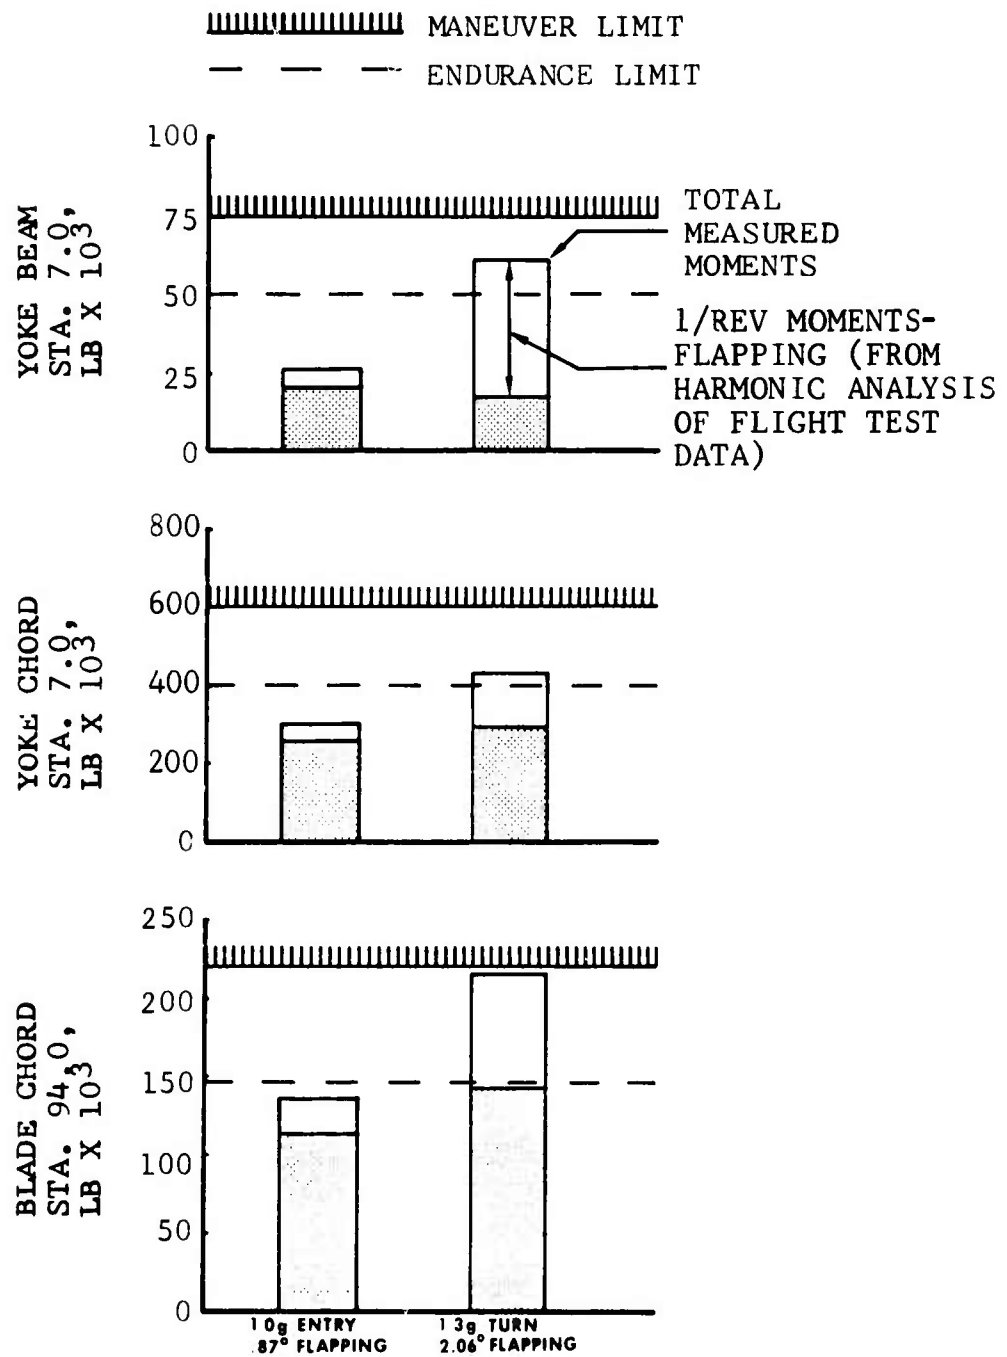 MANEUVER LIMIT
ENDURANCE LIMIT
YOKE BEAM
STA. 7.0,
LB X 10³
100
75
50
25
0
TOTAL
MEASURED
MOMENTS
1/REV MOMENTS-
FLAPPING (FROM
HARMONIC ANALYSIS
OF FLIGHT TEST
DATA)
YOKE CHORD
STA. 7.0,
LB X 10³
800
600
400
200
0
BLADE CHORD
STA. 94,0,
LB X 10³
250
200
150
100
50
0
1 0g ENTRY
.87° FLAPPING
1 3g TURN
2.06° FLAPPING